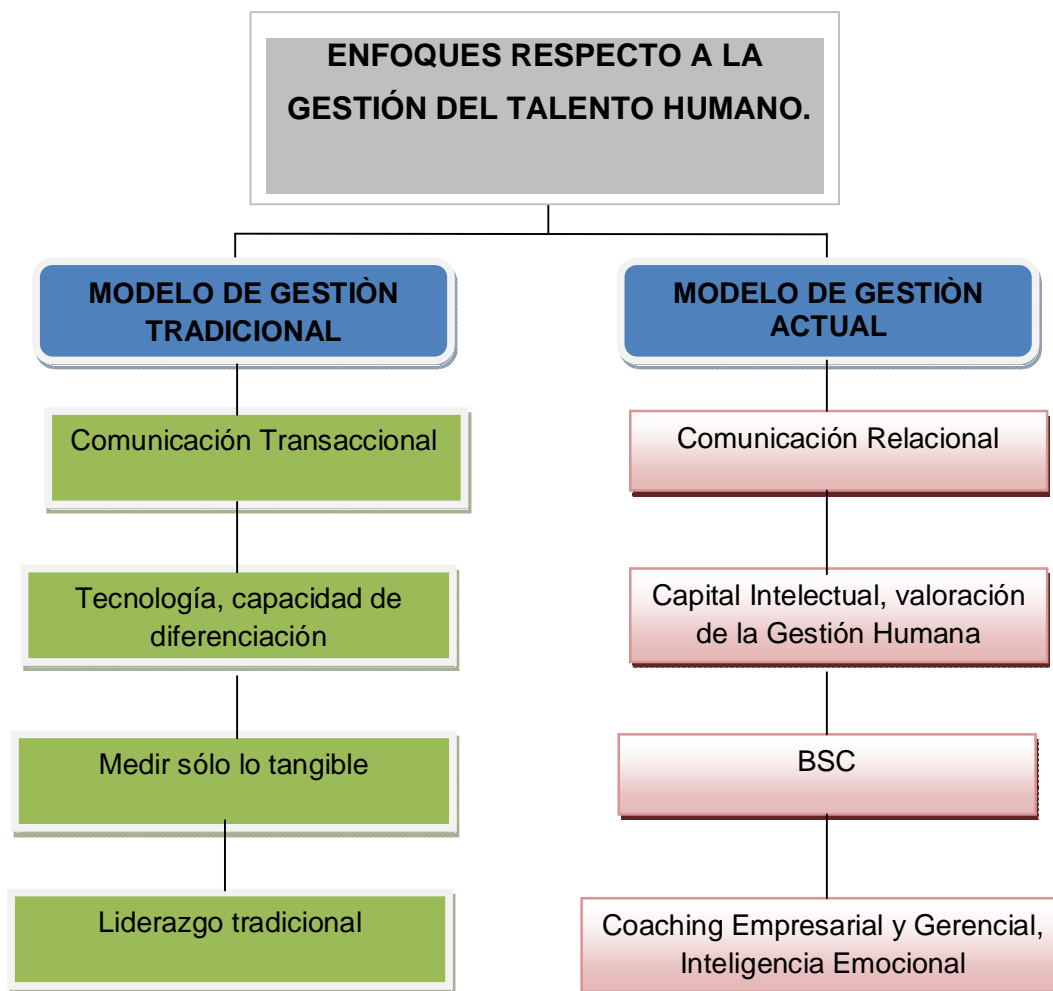 ENFOQUES RESPECTO A LA
GESTIÓN DEL TALENTO HUMANO.
MODELO DE GESTIÒN
TRADICIONAL
MODELO DE GESTIÒN
ACTUAL
Comunicación Transaccional
Comunicación Relacional
Tecnología, capacidad de
diferenciación
Capital Intelectual, valoración
de la Gestión Humana
Medir sólo lo tangible
BSC
Liderazgo tradicional
Coaching Empresarial y Gerencial,
Inteligencia Emocional